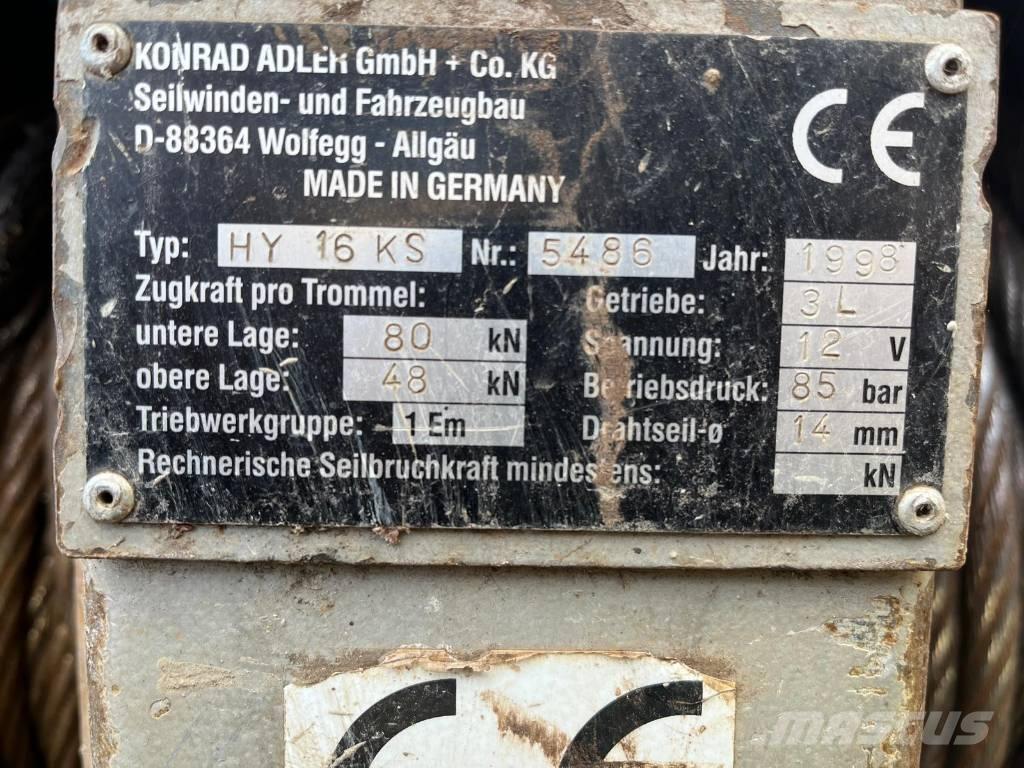 KONRAD ADLER GmbH + Co. KG
Seilwinden- und Fahrzeugbau
D-88364 Wolfegg - Allgäu
MADE IN GERMANY
CE
Typ: HY 16 KS Nr.: 5486 Jahr: 1998
Zugkraft pro Trommel: Getriebe: 3L
untere Lage: 80 kN Spannung: 12 V
obere Lage: 48 kN Betriebsdruck: 85 bar
Triebwerkgruppe: 1 Em Drahtseil-ø 14 mm
Rechnerische Seilbruchkraft mindestens: kN
CE
MASCUS